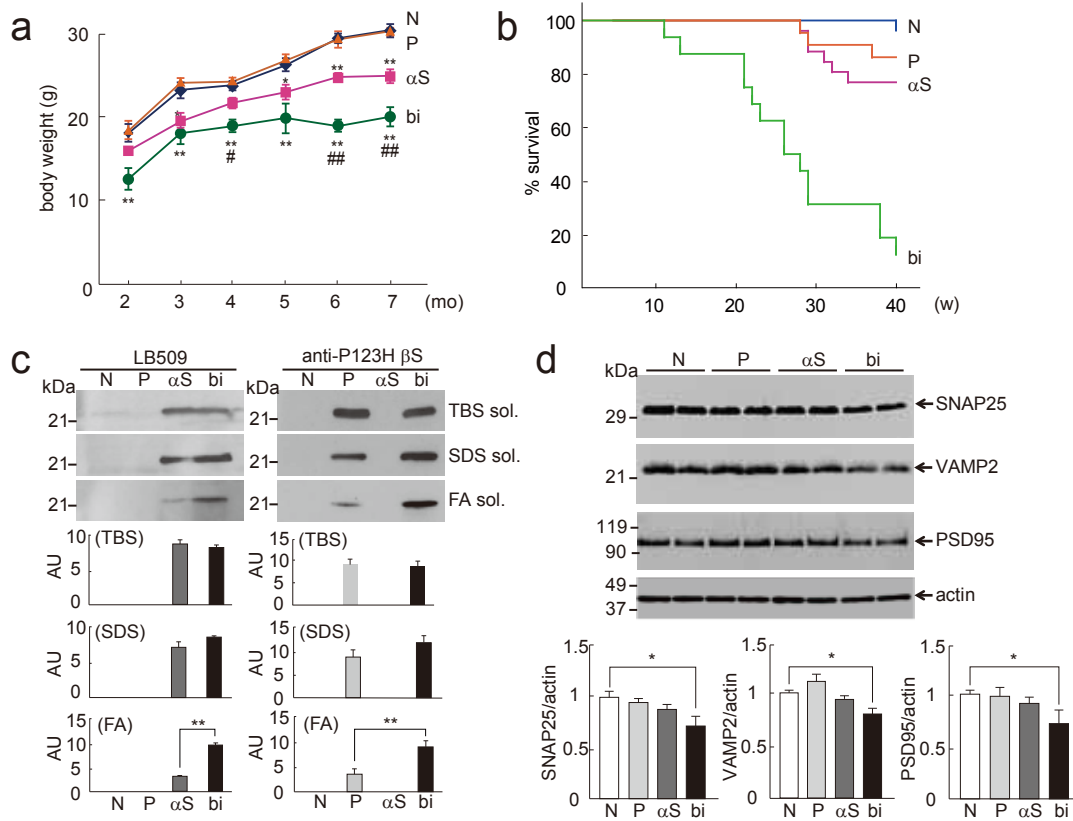 a
body weight (g)
30
20
10
0
N
P
αS
bi
*
**
**
**
*
**
**
#
**
**
##
**
##
2 3 4 5 6 7 (mo)
b
% survival
100
80
60
40
20
0
N
P
αS
bi
10 20 30 40 (w)
c
LB509 anti-P123H βS
kDa N P αS bi kDa N P αS bi
21 21 TBS sol.
21 21 SDS sol.
21 21 FA sol.
(TBS) (TBS)
AU 10 5 0 AU 15 10 5 0
(SDS) (SDS)
AU 10 5 0 AU 15 10 5 0
(FA) ** (FA) **
AU 15 10 5 0 AU 15 10 5 0
N P αS bi N P αS bi
d
N P αS bi
kDa
29 SNAP25
21 VAMP2
119
90 PSD95
49
37 actin
SNAP25/actin 1.5 1 0.5 0 *
N P αS bi
VAMP2/actin 1.5 1 0.5 0 *
N P αS bi
PSD95/actin 1.5 1 0.5 0 *
N P αS bi